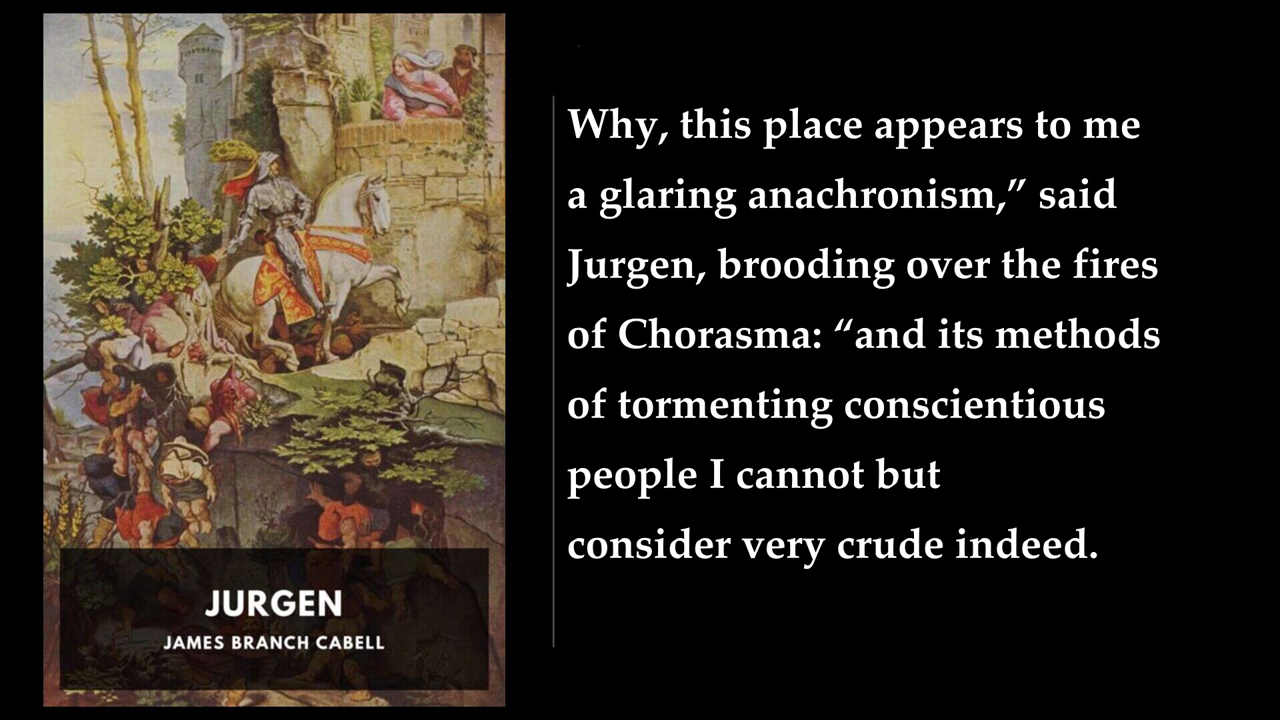 JURGEN
JAMES BRANCH CABELL
Why, this place appears to me
a glaring anachronism,” said
Jurgen, brooding over the fires
of Chorasma: “and its methods
of tormenting conscientious
people I cannot but
consider very crude indeed.